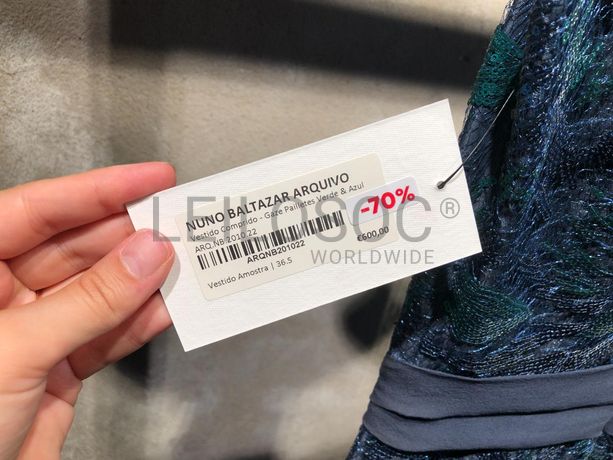 NUNO BALTAZAR ARQUIVO
Vestido Comprido - Gaze Pailletes Verde & Azul
ARQ.NB 2010.22
ARQNB201022
Vestido Amostra | 36.5
-70%
€600,00
LEILOSOC®
WORLDWIDE